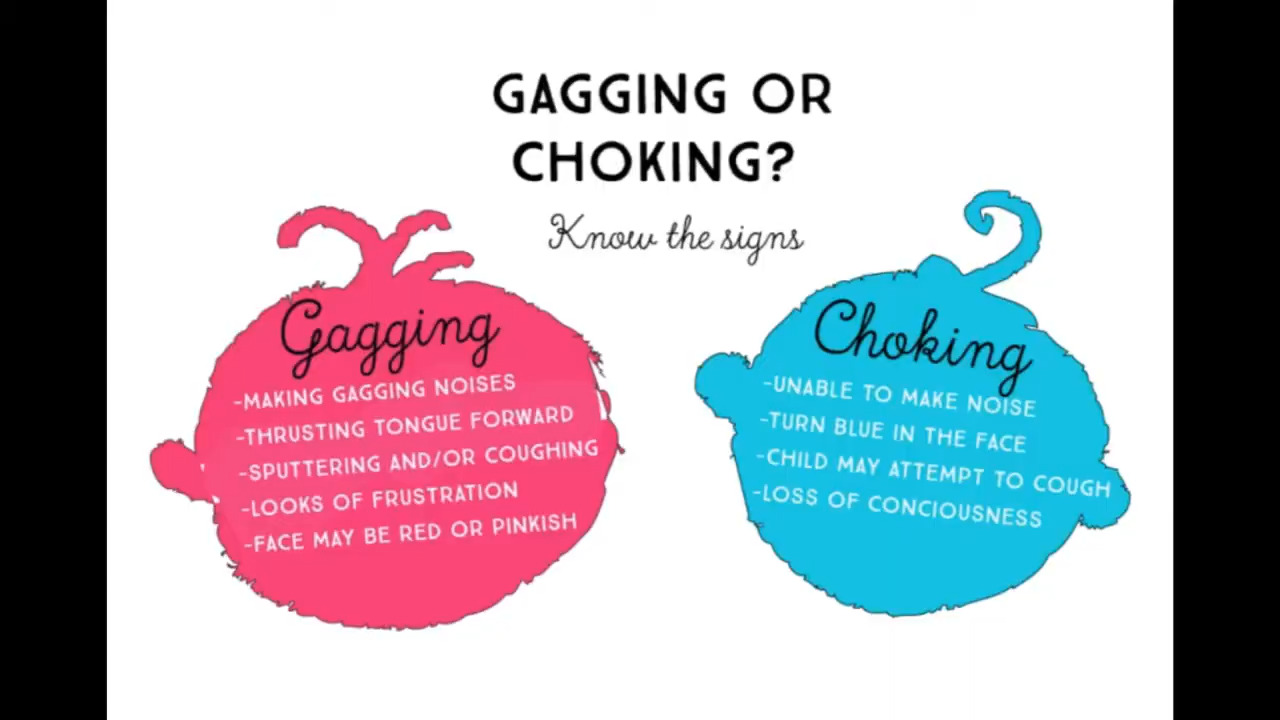 GAGGING OR
CHOKING?
Know the signs
Gagging
-MAKING GAGGING NOISES
-THRUSTING TONGUE FORWARD
-SPUTTERING AND/OR COUGHING
-LOOKS OF FRUSTRATION
-FACE MAY BE RED OR PINKISH
Choking
-UNABLE TO MAKE NOISE
-TURN BLUE IN THE FACE
-CHILD MAY ATTEMPT TO COUGH
-LOSS OF CONCIOUSNESS